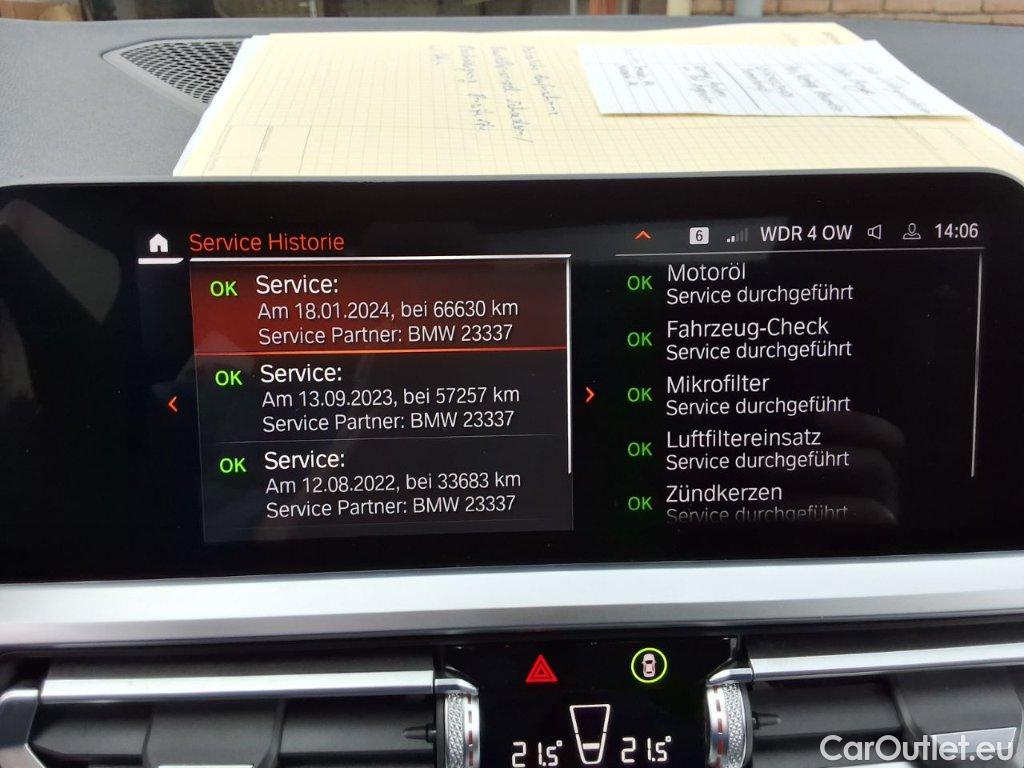 Service Historie
6
WDR 4 OW
14:06
OK Service:
Am 18.01.2024, bei 66630 km
Service Partner: BMW 23337
OK Service:
Am 13.09.2023, bei 57257 km
Service Partner: BMW 23337
OK Service:
Am 12.08.2022, bei 33683 km
Service Partner: BMW 23337
OK Motoröl
Service durchgeführt
OK Fahrzeug-Check
Service durchgeführt
OK Mikrofilter
Service durchgeführt
OK Luftfiltereinsatz
Service durchgeführt
OK Zündkerzen
Service durchgeführt
21.5° 21.5°
CarOutlet.eu